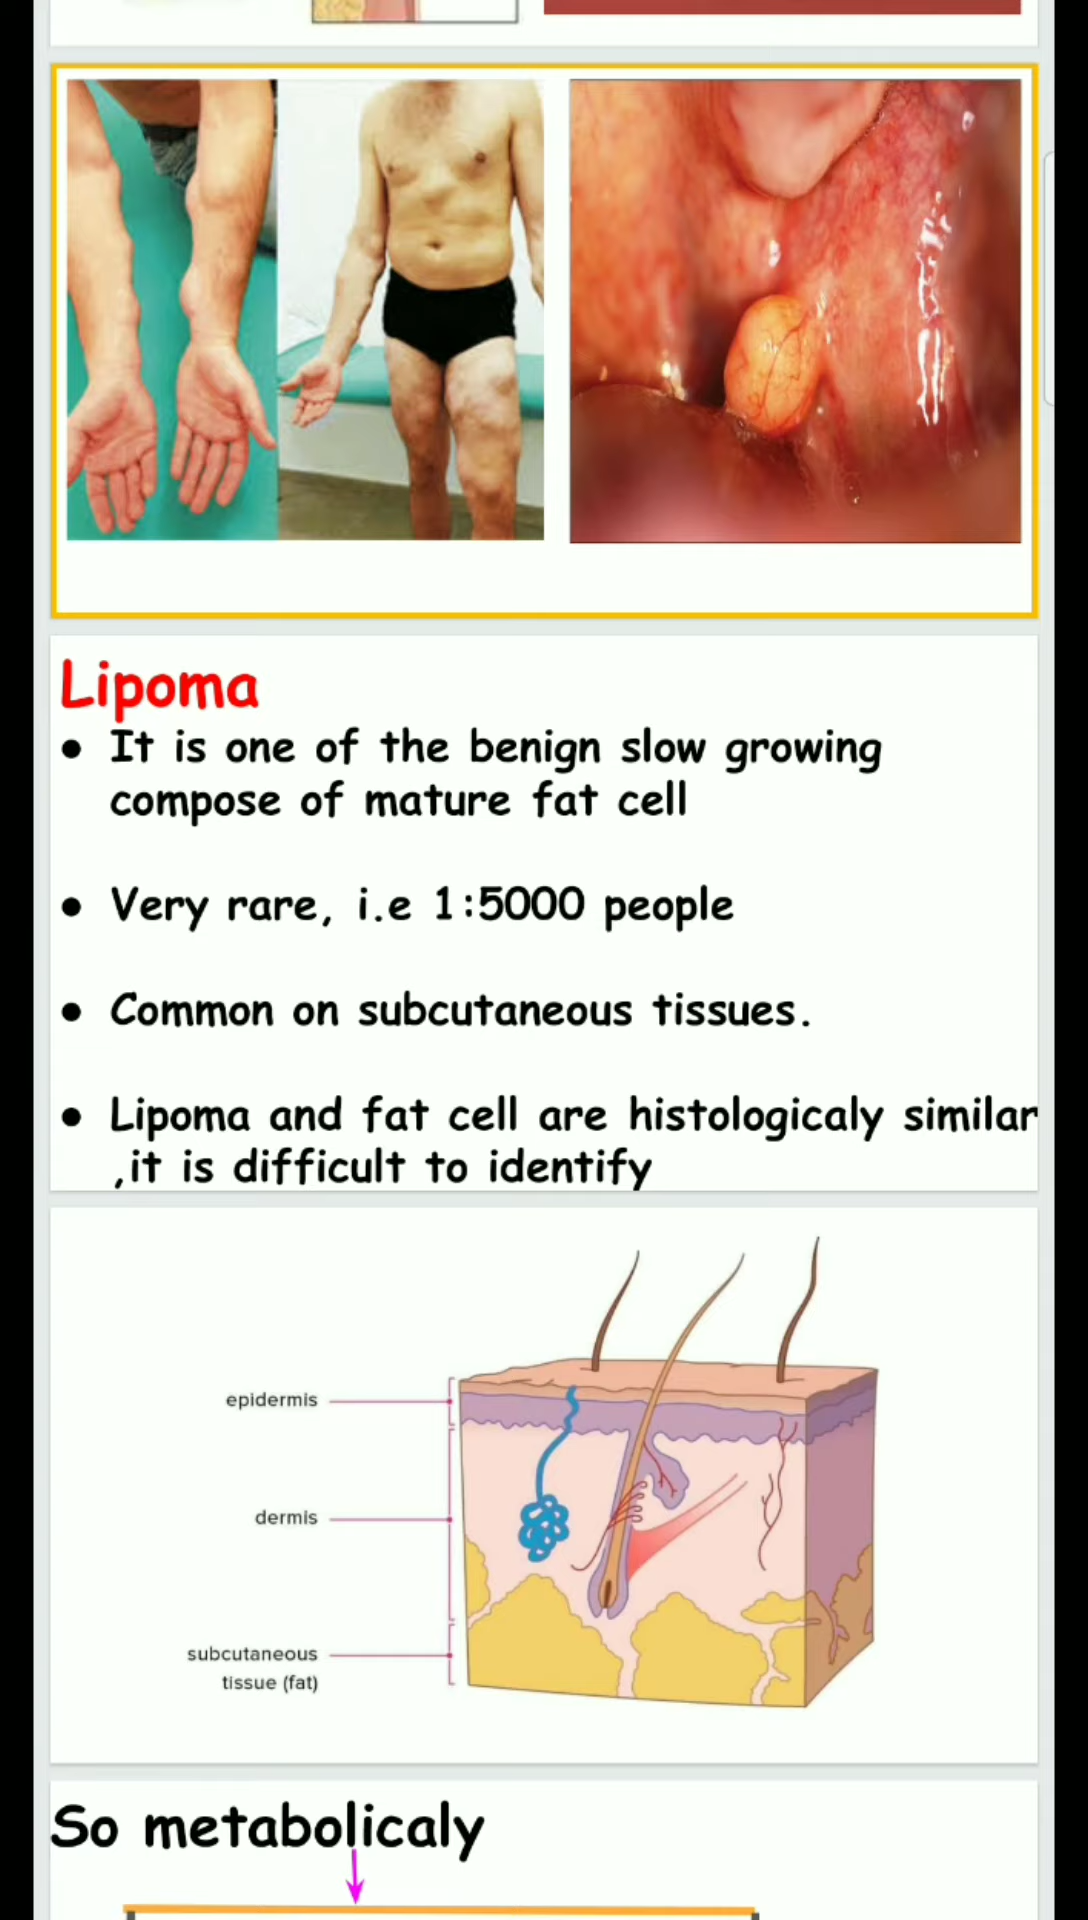 Lipoma
● It is one of the benign slow growing
compose of mature fat cell
● Very rare, i.e 1:5000 people
● Common on subcutaneous tissues.
● Lipoma and fat cell are histologicaly similar
,it is difficult to identify
epidermis
dermis
subcutaneous
tissue (fat)
So metabolicaly